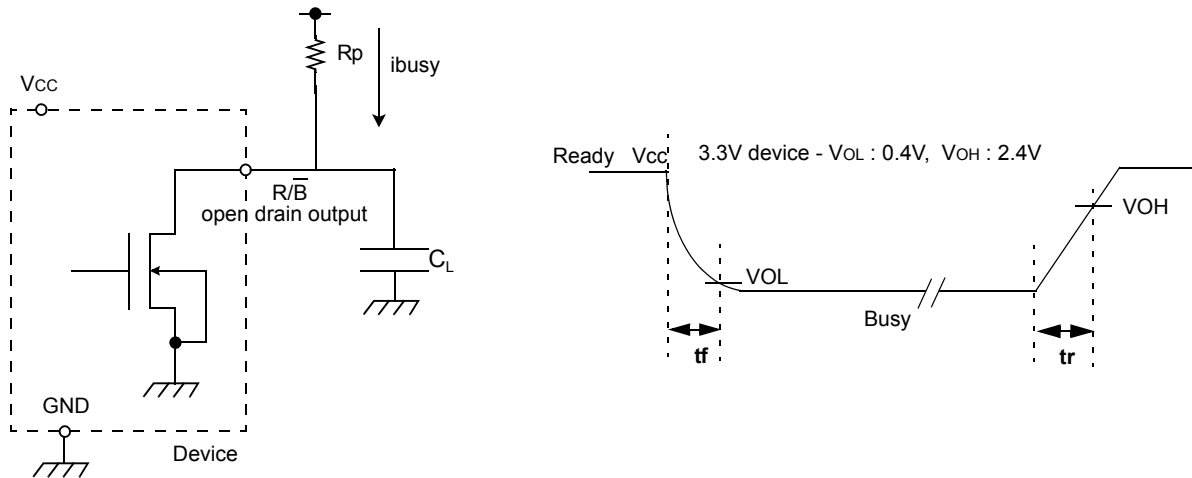 Rp
ibusy
VCC
R/B̅
open drain output
CL
GND
Device
Ready Vcc
3.3V device - VOL : 0.4V, VOH : 2.4V
VOH
VOL
Busy
tf
tr